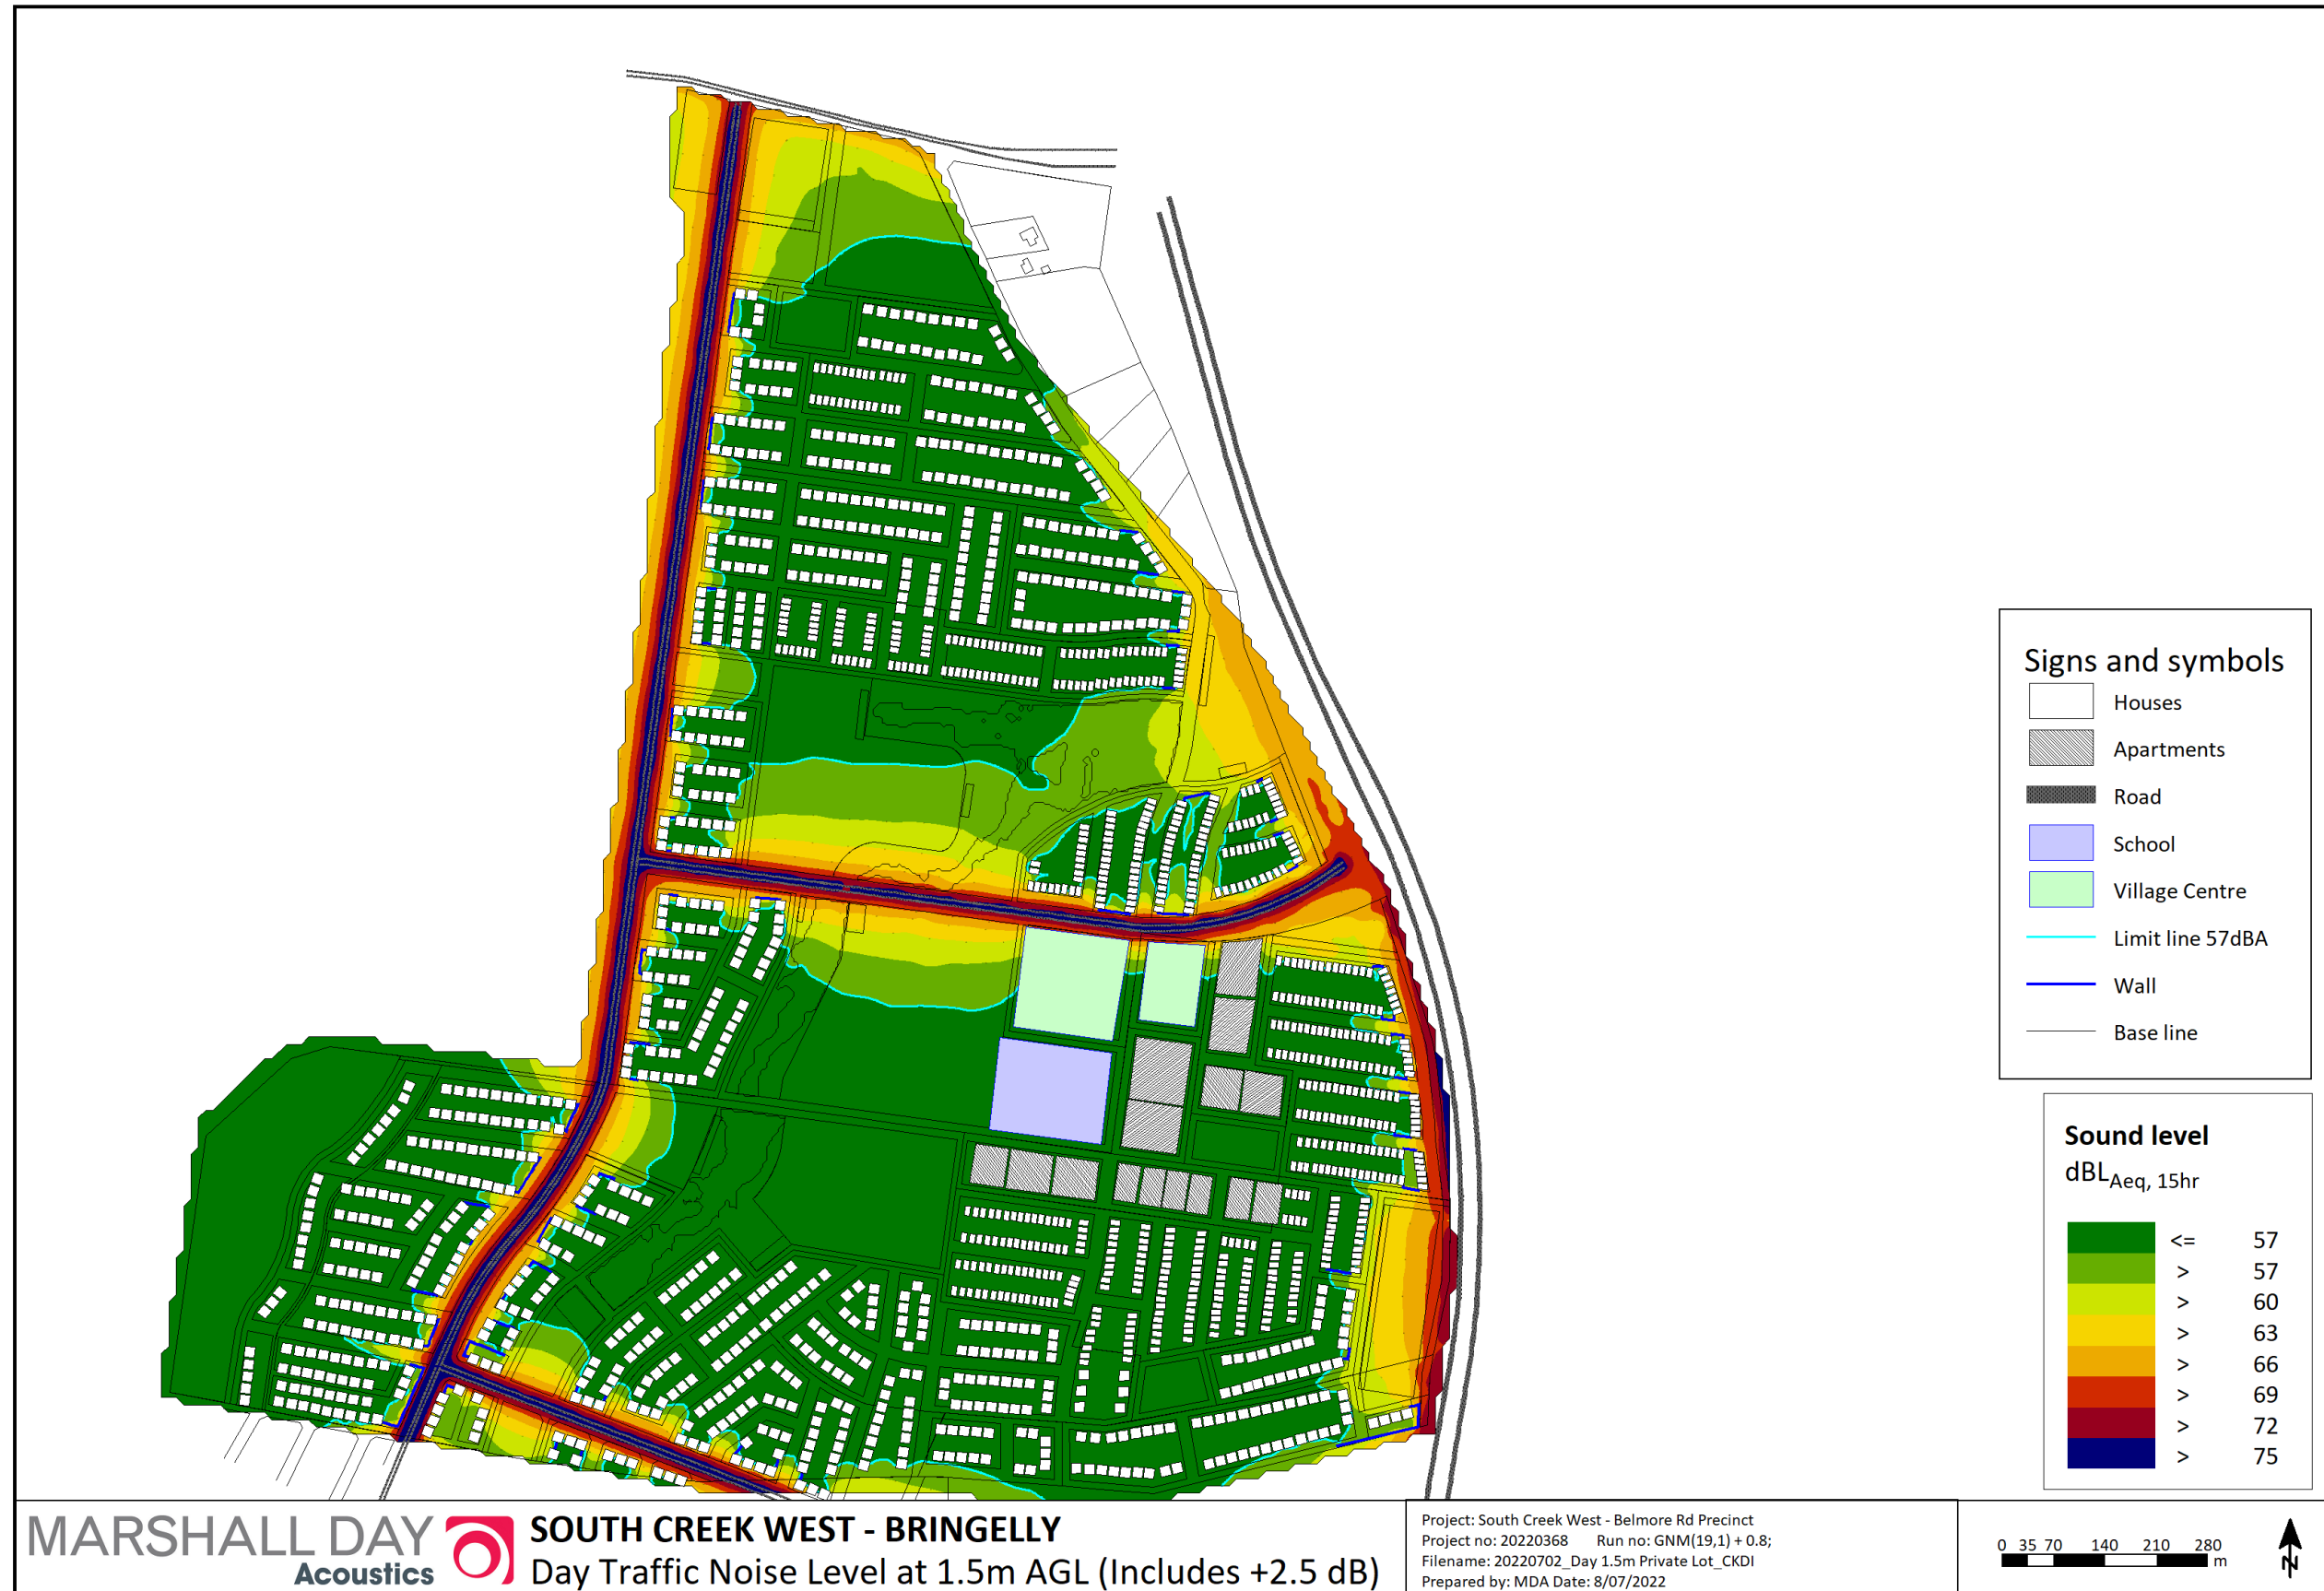 Signs and symbols
Houses
Apartments
Road
School
Village Centre
Limit line 57dBA
Wall
Base line
Sound level
dBL Aeq, 15hr
<= 57
> 57
> 60
> 63
> 66
> 69
> 72
> 75
MARSHALL DAY
Acoustics
SOUTH CREEK WEST - BRINGELLY
Day Traffic Noise Level at 1.5m AGL (Includes +2.5 dB)
Project: South Creek West - Belmore Rd Precinct
Project no: 20220368 Run no: GNM(19,1) + 0.8;
Filename: 20220702_Day 1.5m Private Lot_CKDI
Prepared by: MDA Date: 8/07/2022
0 35 70 140 210 280
m
N